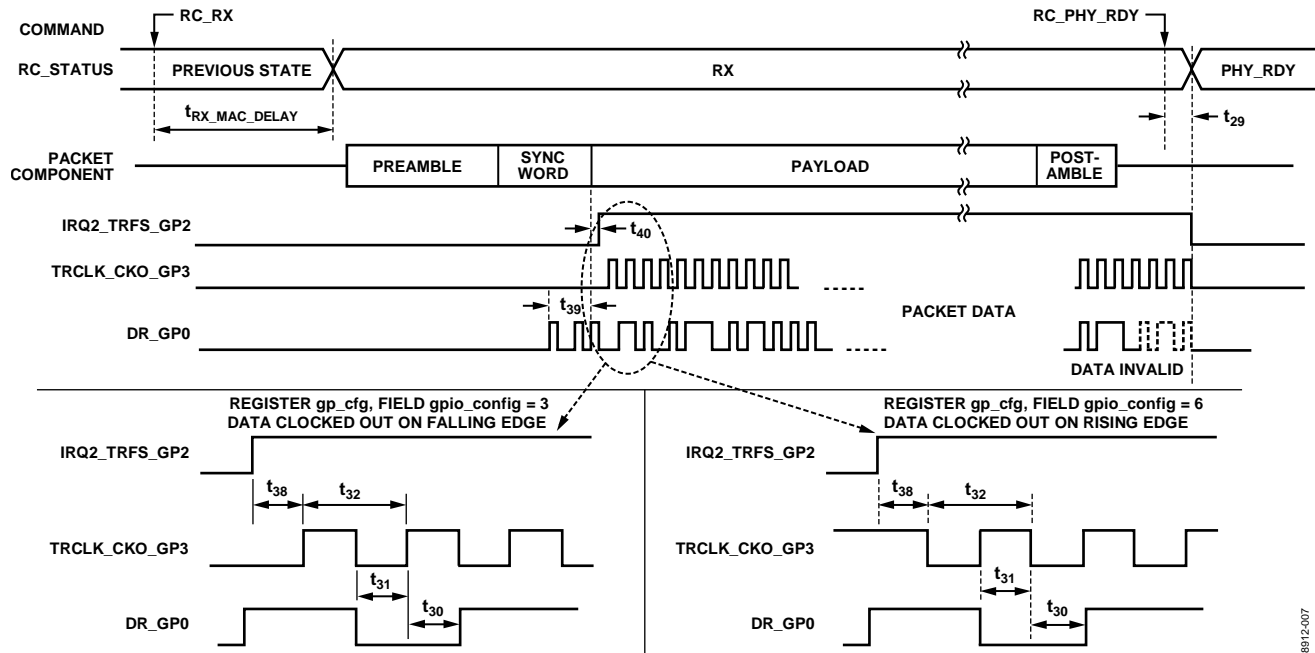 RC_RX
RC_PHY_RDY
COMMAND
RC_STATUS
PREVIOUS STATE
RX
PHY_RDY
tRX_MAC_DELAY
t29
PACKET
COMPONENT
PREAMBLE
SYNC
WORD
PAYLOAD
POST-
AMBLE
IRQ2_TRFS_GP2
t40
TRCLK_CKO_GP3
t39
PACKET DATA
DR_GP0
DATA INVALID
REGISTER gp_cfg, FIELD gpio_config = 3
DATA CLOCKED OUT ON FALLING EDGE
IRQ2_TRFS_GP2
t38
t32
TRCLK_CKO_GP3
t31
t30
DR_GP0
REGISTER gp_cfg, FIELD gpio_config = 6
DATA CLOCKED OUT ON RISING EDGE
IRQ2_TRFS_GP2
t38
t32
TRCLK_CKO_GP3
t31
t30
DR_GP0